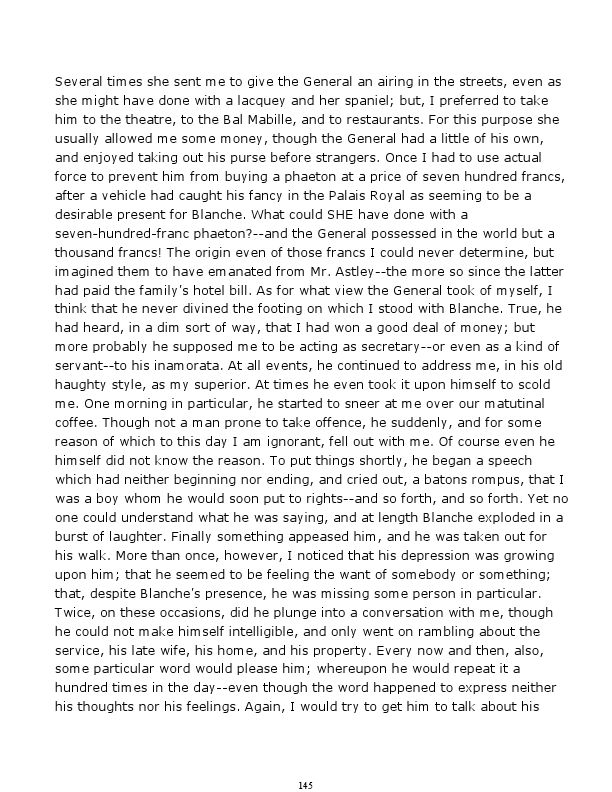 Several times she sent me to give the General an airing in the streets, even as
she might have done with a lacquey and her spaniel; but, I preferred to take
him to the theatre, to the Bal Mabille, and to restaurants. For this purpose she
usually allowed me some money, though the General had a little of his own,
and enjoyed taking out his purse before strangers. Once I had to use actual
force to prevent him from buying a phaeton at a price of seven hundred francs,
after a vehicle had caught his fancy in the Palais Royal as seeming to be a
desirable present for Blanche. What could SHE have done with a
seven-hundred-franc phaeton?--and the General possessed in the world but a
thousand francs! The origin even of those francs I could never determine, but
imagined them to have emanated from Mr. Astley--the more so since the latter
had paid the family's hotel bill. As for what view the General took of myself, I
think that he never divined the footing on which I stood with Blanche. True, he
had heard, in a dim sort of way, that I had won a good deal of money; but
more probably he supposed me to be acting as secretary--or even as a kind of
servant--to his inamorata. At all events, he continued to address me, in his old
haughty style, as my superior. At times he even took it upon himself to scold
me. One morning in particular, he started to sneer at me over our matutinal
coffee. Though not a man prone to take offence, he suddenly, and for some
reason of which to this day I am ignorant, fell out with me. Of course even he
himself did not know the reason. To put things shortly, he began a speech
which had neither beginning nor ending, and cried out, a batons rompus, that I
was a boy whom he would soon put to rights--and so forth, and so forth. Yet no
one could understand what he was saying, and at length Blanche exploded in a
burst of laughter. Finally something appeased him, and he was taken out for
his walk. More than once, however, I noticed that his depression was growing
upon him; that he seemed to be feeling the want of somebody or something;
that, despite Blanche's presence, he was missing some person in particular.
Twice, on these occasions, did he plunge into a conversation with me, though
he could not make himself intelligible, and only went on rambling about the
service, his late wife, his home, and his property. Every now and then, also,
some particular word would please him; whereupon he would repeat it a
hundred times in the day--even though the word happened to express neither
his thoughts nor his feelings. Again, I would try to get him to talk about his
145